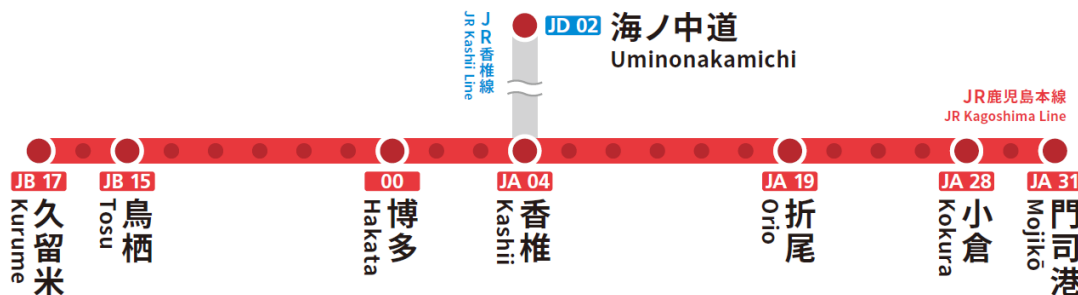 JR香椎線
JR Kashii Line
JD 02
海ノ中道
Uminonakamichi
JR鹿児島本線
JR Kagoshima Line
JB 17
久留米
Kurume
JB 15
鳥栖
Tosu
00
博多
Hakata
JA 04
香椎
Kashii
JA 19
折尾
Orio
JA 28
小倉
Kokura
JA 31
門司港
Mojikō